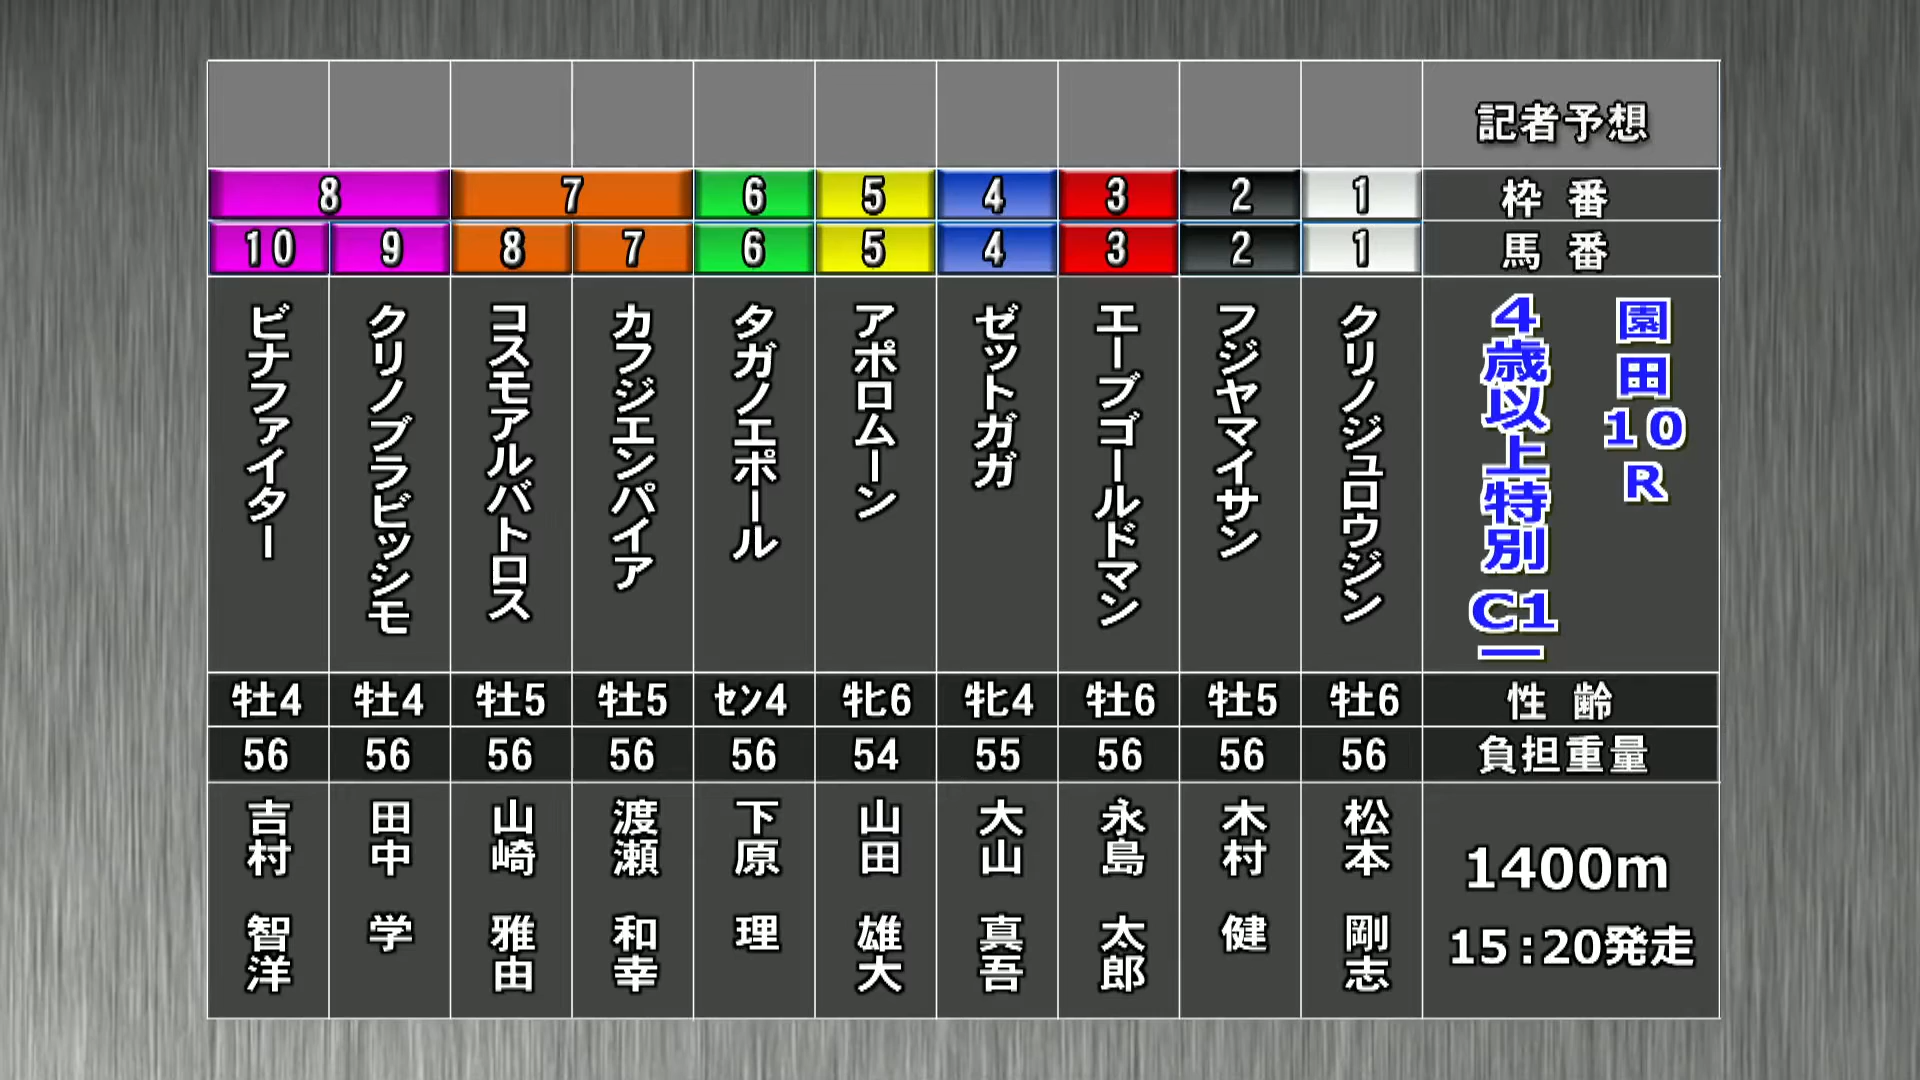 記者予想
枠番 1 2 3 4 5 6 7 8
馬番 1 2 3 4 5 6 7 8 9 10
園田10R
4歳以上特別 C1一
クリノジュロウジン
フジヤマイサン
エーブゴールドマン
ゼットガガ
アポロムーン
タガノエポール
カフジエンパイア
コスモアルバトロス
クリノブラビッシモ
ビナファイター
性齢 牡6 牡5 牡6 牝4 牝6 セン4 牡5 牡5 牡4 牡4
負担重量 56 56 56 55 54 56 56 56 56 56
1400m
15:20発走
松本 剛志
木村 健
永島 太郎
大山 真吾
山田 雄大
下原 理
渡瀬 和幸
山崎 雅由
田中 学
吉村 智洋